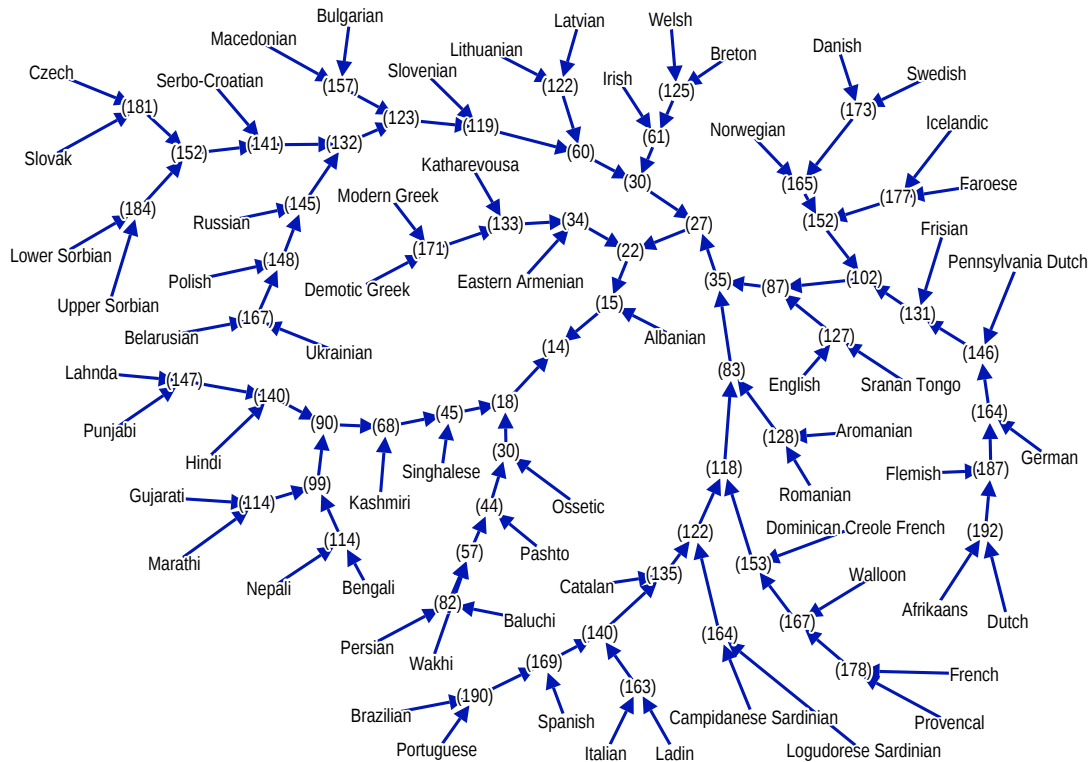 Bulgarian
Latvian
Welsh
Macedonian
Danish
Lithuanian
Breton
Czech
Serbo-Croatian
Slovenian
Irish
Swedish
(157)
(122)
(125)
(181)
(173)
Icelandic
(123)
(119)
Norwegian
(61)
(141)
(132)
Slovak
(152)
(60)
Katharevousa
(30)
(165)
(177)
Faroese
Modern Greek
(184)
(145)
Russian
(133)
(34)
(27)
(152)
Frisian
Lower Sorbian
(171)
(22)
(148)
Pennsylvania Dutch
Polish
Demotic Greek
Eastern Armenian
(35)
(87)
(102)
Upper Sorbian
(15)
(131)
(167)
Belarusian
Albanian
(127)
Ukrainian
(14)
(146)
Lahnda
(147)
(83)
English
Sranan Tongo
(140)
(18)
(45)
(164)
Punjabi
(90)
(68)
Aromanian
(128)
Hindi
(30)
German
Singhalese
(118)
Flemish
(187)
(99)
Gujarati
Kashmiri
Romanian
(114)
Ossetic
(44)
Dominican Creole French
(122)
(192)
(114)
(57)
Pashto
Marathi
(153)
Walloon
(135)
Nepali
Bengali
Catalan
(82)
Afrikaans
Baluchi
Dutch
(167)
(140)
(164)
Persian
Wakhi
(169)
(178)
French
(163)
(190)
Brazilian
Spanish
Campidanese Sardinian
Provencal
Portuguese
Italian
Ladin
Logudorese Sardinian